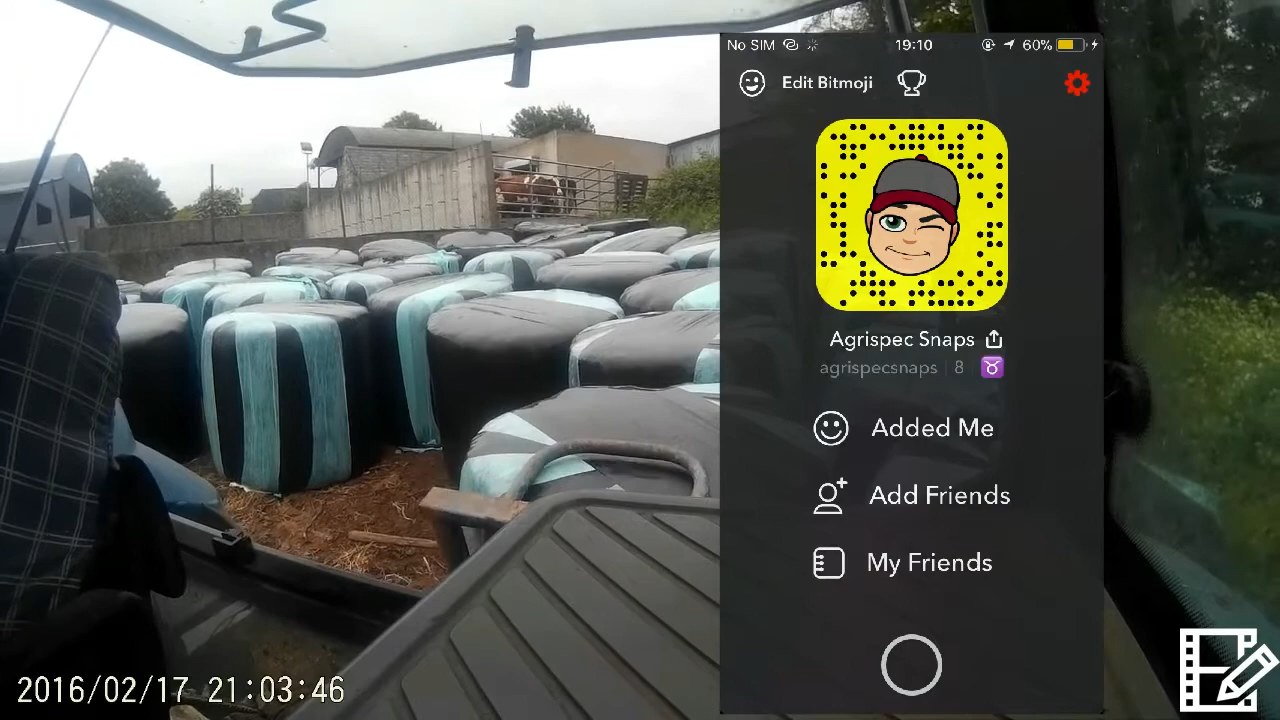 No SIM 19:10 60%
Edit Bitmoji
Agrispec Snaps
agrispecsnaps 8
Added Me
Add Friends
My Friends
2016/02/17 21:03:46